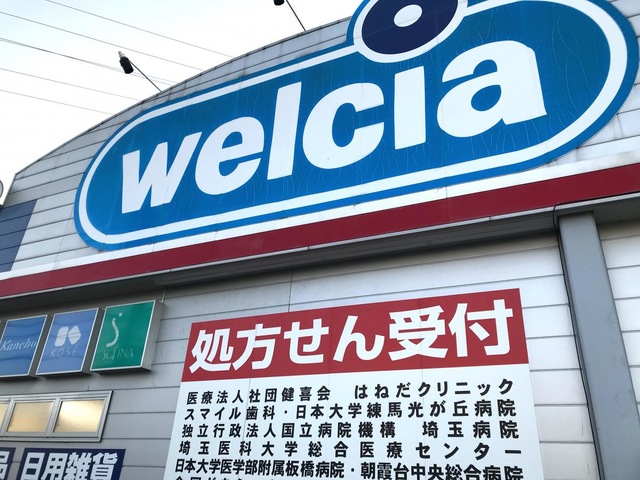 welcia
Kanebo
KOSÉ
SOFINA
処方せん受付
医療法人社団健喜会　はねだクリニック
スマイル歯科・日本大学練馬光が丘病院
独立行政法人国立病院機構　埼玉病院
埼玉医科大学総合医療センター
日本大学医学部附属板橋病院・朝霞台中央総合病院
日用雑貨